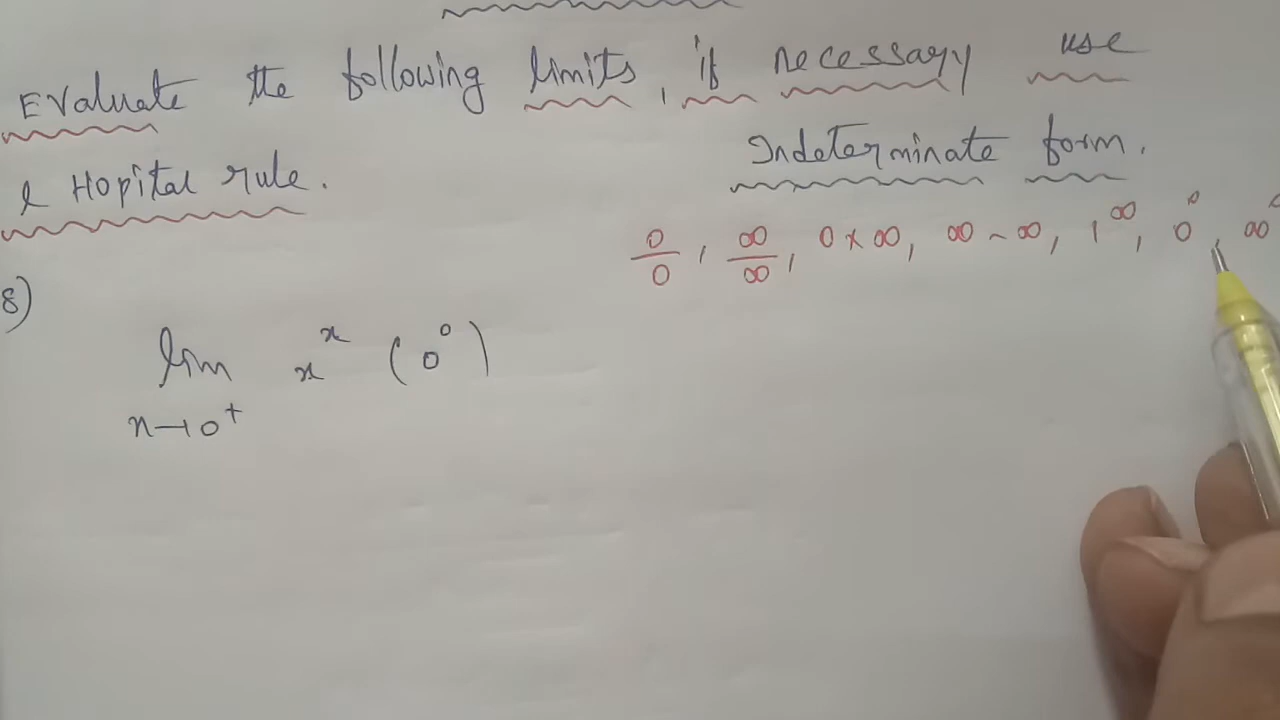 Evaluate the following limits, if necessary use
l Hopital rule.
Indeterminate form.
0/0, ∞/∞, 0×∞, ∞~∞, 1^∞, 0^0, ∞^0
8)
lim x→0⁺ x^x (0^0)